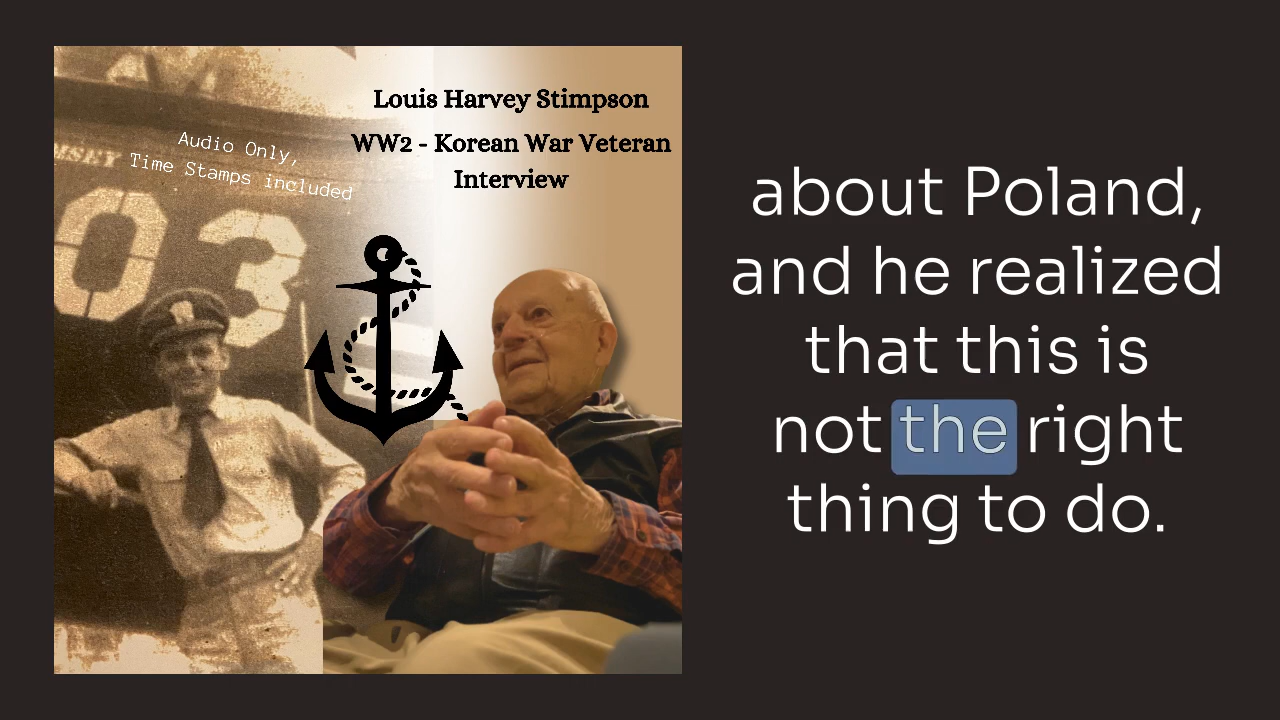 Louis Harvey Stimpson
WW2 - Korean War Veteran
Interview
Audio Only,
Time Stamps included
MSEY
03
about Poland,
and he realized
that this is
not the right
thing to do.